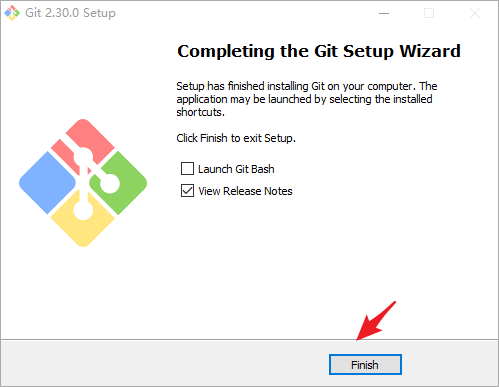 Git 2.30.0 Setup
Completing the Git Setup Wizard
Setup has finished installing Git on your computer. The
application may be launched by selecting the installed
shortcuts.
Click Finish to exit Setup.
Launch Git Bash
View Release Notes
Finish